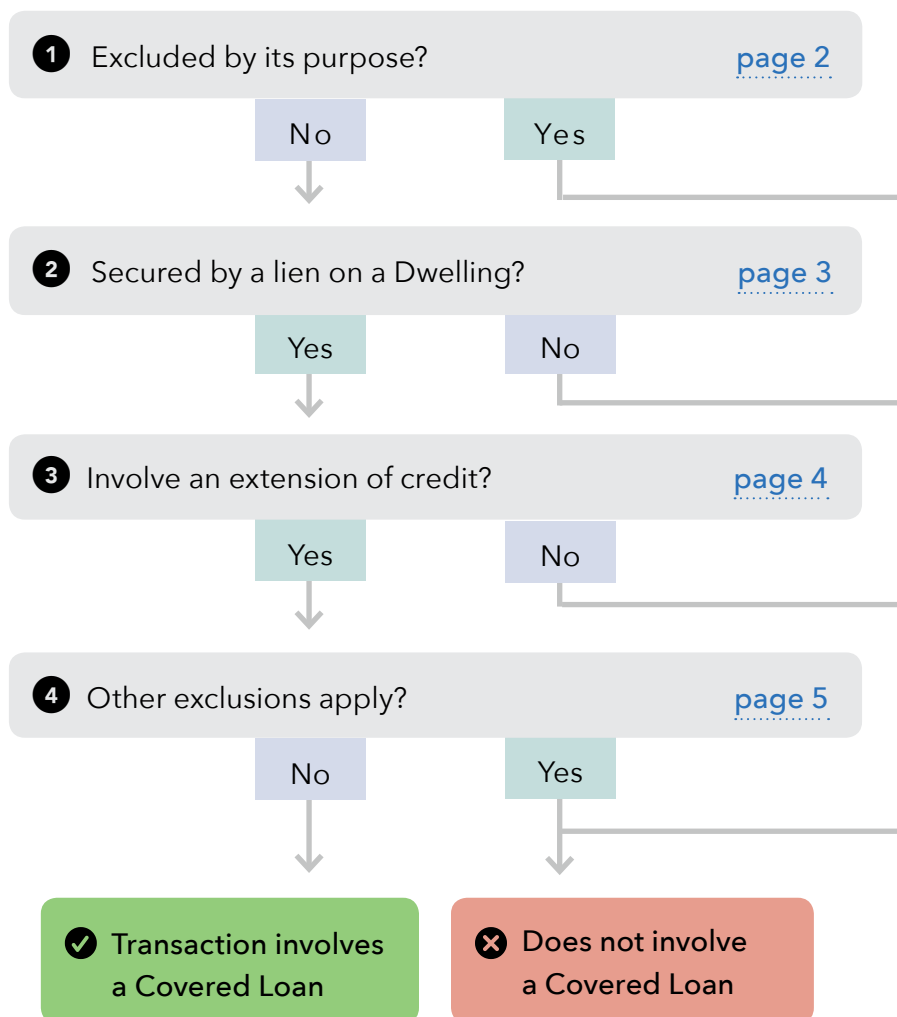 1 Excluded by its purpose? page 2
No Yes
2 Secured by a lien on a Dwelling? page 3
Yes No
3 Involve an extension of credit? page 4
Yes No
4 Other exclusions apply? page 5
No Yes
Transaction involves
a Covered Loan
Does not involve
a Covered Loan